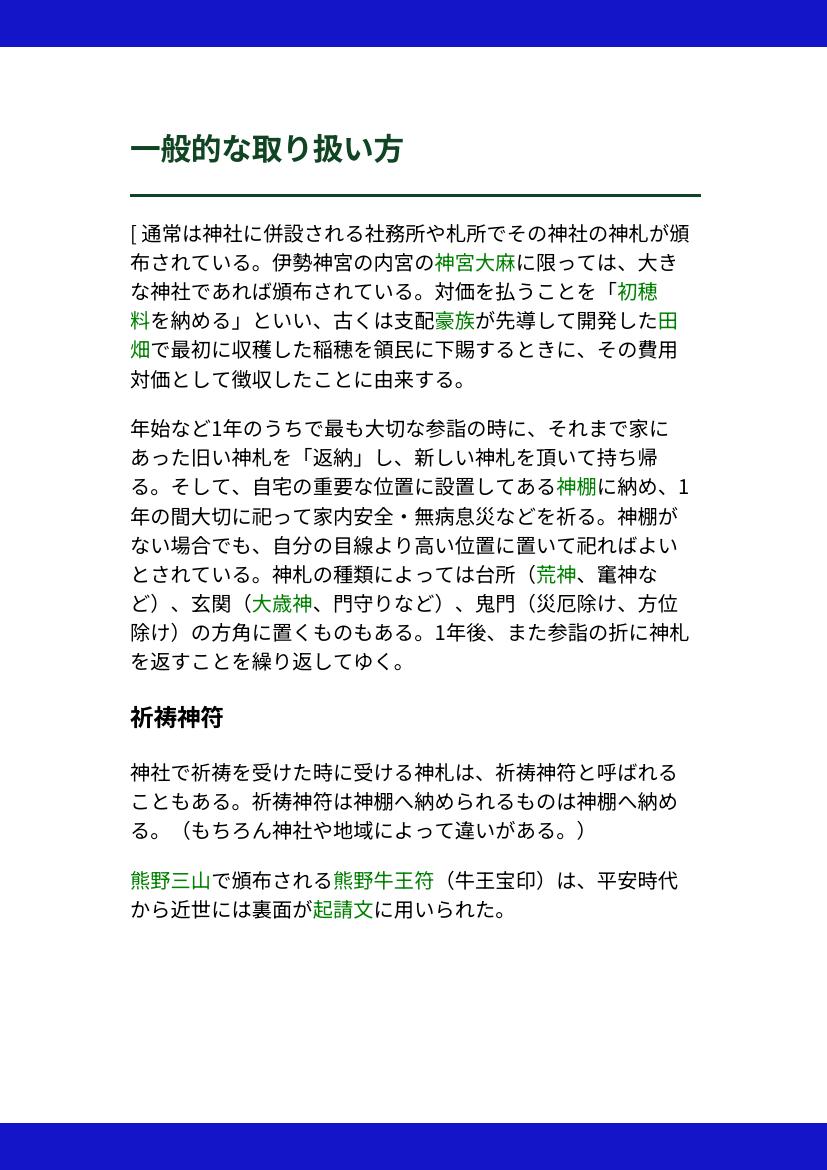 一般的な取り扱い方
[ 通常は神社に併設される社務所や札所でその神社の神札が頒
布されている。伊勢神宮の内宮の神宮大麻に限っては、大き
な神社であれば頒布されている。対価を払うことを「初穂
料を納める」といい、古くは支配豪族が先導して開発した田
畑で最初に収穫した稲穂を領民に下賜するときに、その費用
対価として徴収したことに由来する。
年始など1年のうちで最も大切な参詣の時に、それまで家に
あった旧い神札を「返納」し、新しい神札を頂いて持ち帰
る。そして、自宅の重要な位置に設置してある神棚に納め、1
年の間大切に祀って家内安全・無病息災などを祈る。神棚が
ない場合でも、自分の目線より高い位置に置いて祀ればよい
とされている。神札の種類によっては台所（荒神、竃神な
ど）、玄関（大歳神、門守りなど）、鬼門（災厄除け、方位
除け）の方角に置くものもある。1年後、また参詣の折に神札
を返すことを繰り返してゆく。
祈祷神符
神社で祈祷を受けた時に受ける神札は、祈祷神符と呼ばれる
こともある。祈祷神符は神棚へ納められるものは神棚へ納め
る。（もちろん神社や地域によって違いがある。）
熊野三山で頒布される熊野牛王符（牛王宝印）は、平安時代
から近世には裏面が起請文に用いられた。